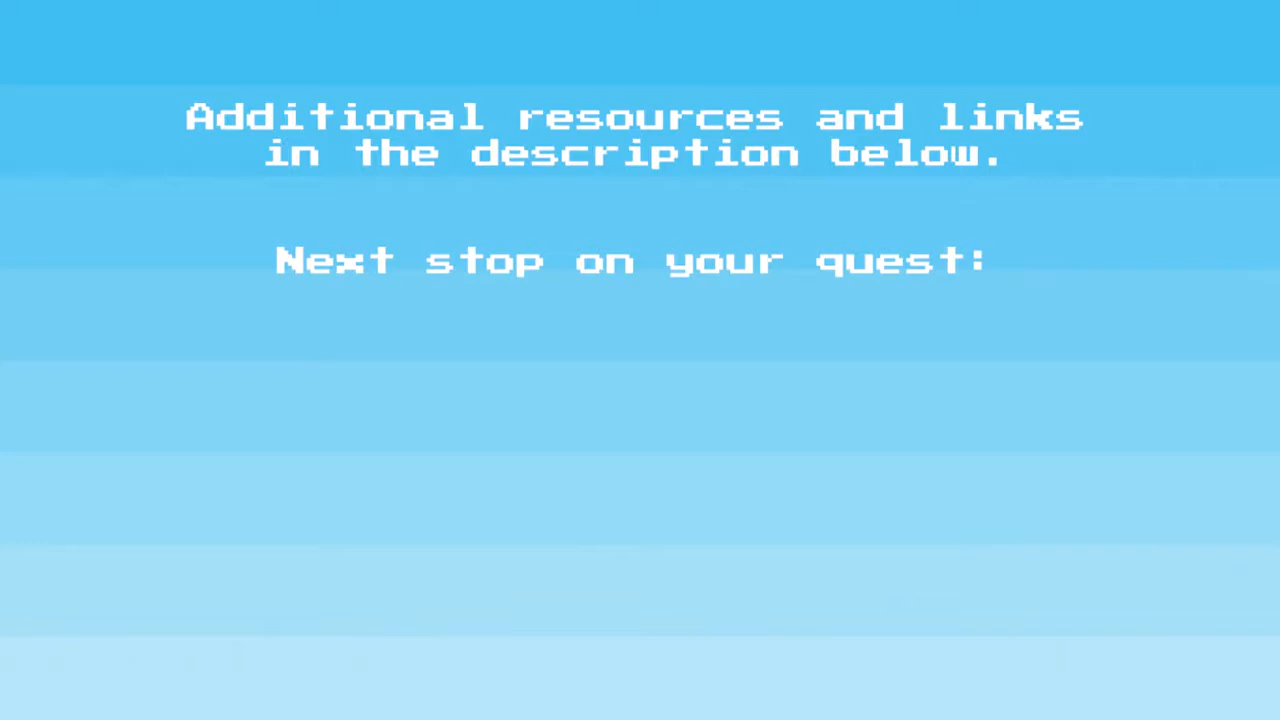 Additional resources and links
in the description below.
Next stop on your quest: